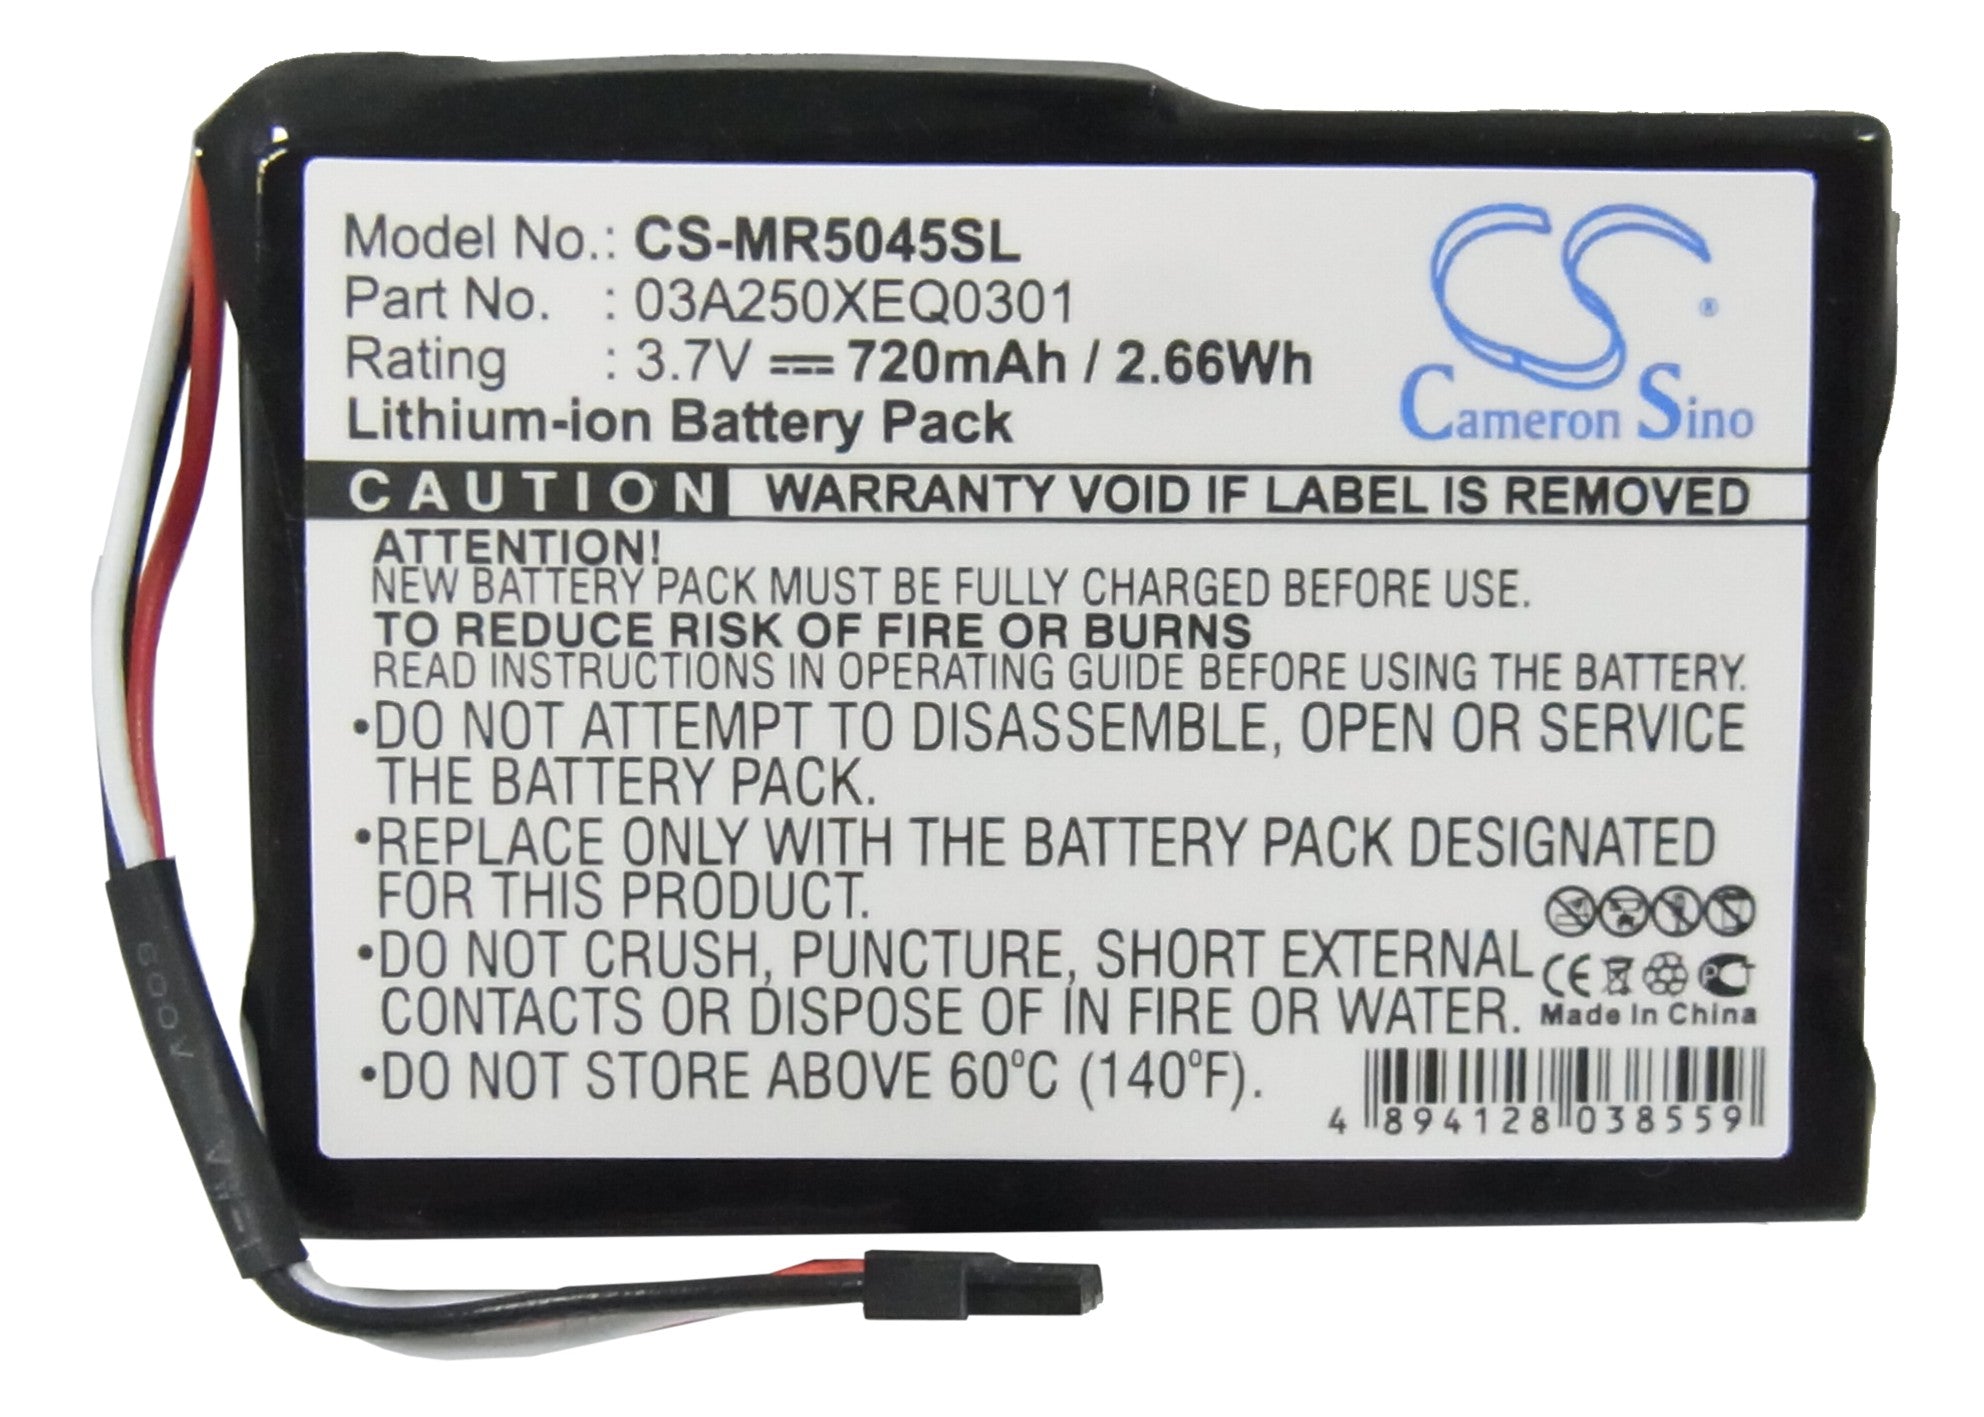 Model No.: CS-MR5045SL
Part No. : 03A250XEQ0301
Rating : 3.7V 720mAh / 2.66Wh
Lithium-ion Battery Pack
CS ®
Cameron Sino
CAUTION WARRANTY VOID IF LABEL IS REMOVED
ATTENTION!
NEW BATTERY PACK MUST BE FULLY CHARGED BEFORE USE.
TO REDUCE RISK OF FIRE OR BURNS
READ INSTRUCTIONS IN OPERATING GUIDE BEFORE USING THE BATTERY.
•DO NOT ATTEMPT TO DISASSEMBLE, OPEN OR SERVICE
THE BATTERY PACK.
•REPLACE ONLY WITH THE BATTERY PACK DESIGNATED
FOR THIS PRODUCT.
•DO NOT CRUSH, PUNCTURE, SHORT EXTERNAL
CONTACTS OR DISPOSE OF IN FIRE OR WATER.
•DO NOT STORE ABOVE 60°C (140°F).
CE
Made In China
4 894128 038559
600V